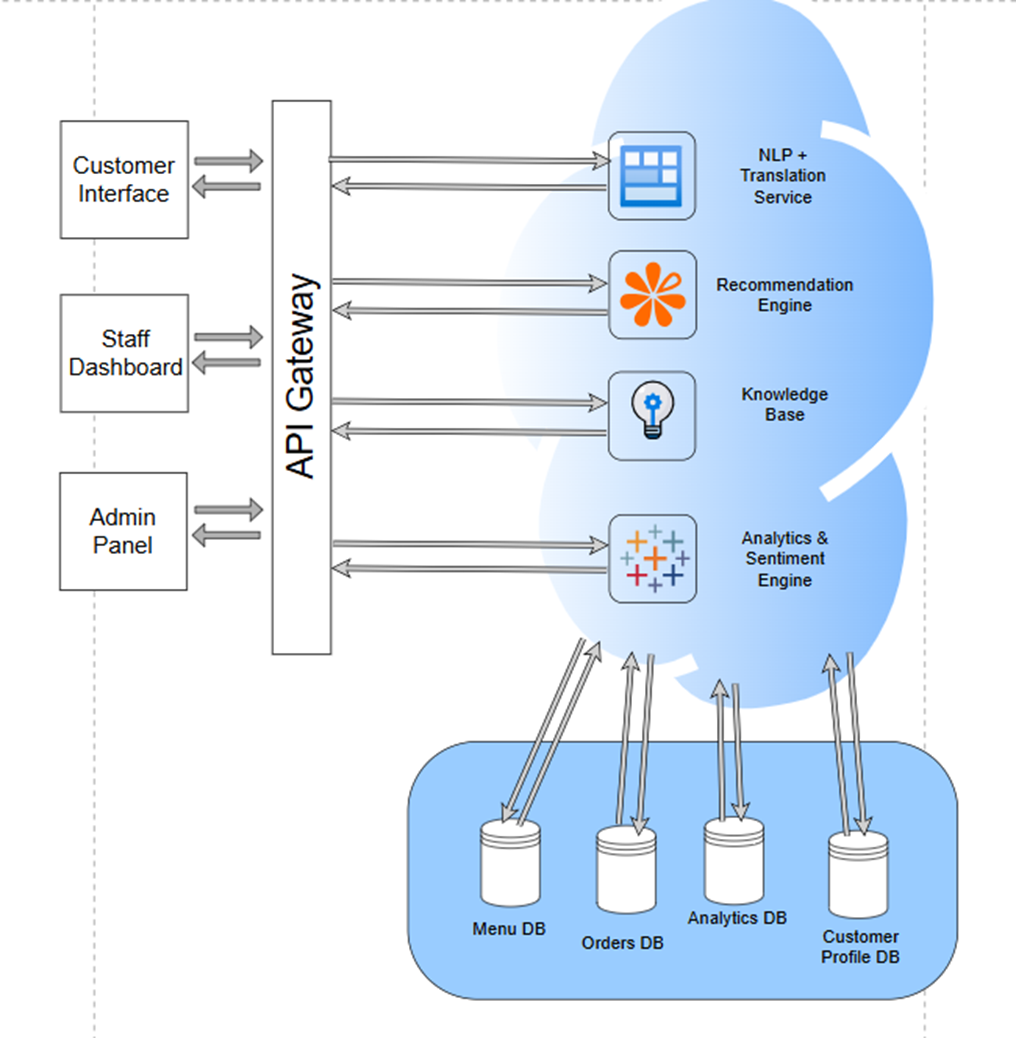 Customer
Interface
Staff
Dashboard
Admin
Panel
API Gateway
NLP +
Translation
Service
Recommendation
Engine
Knowledge
Base
Analytics &
Sentiment
Engine
Menu DB
Orders DB
Analytics DB
Customer
Profile DB